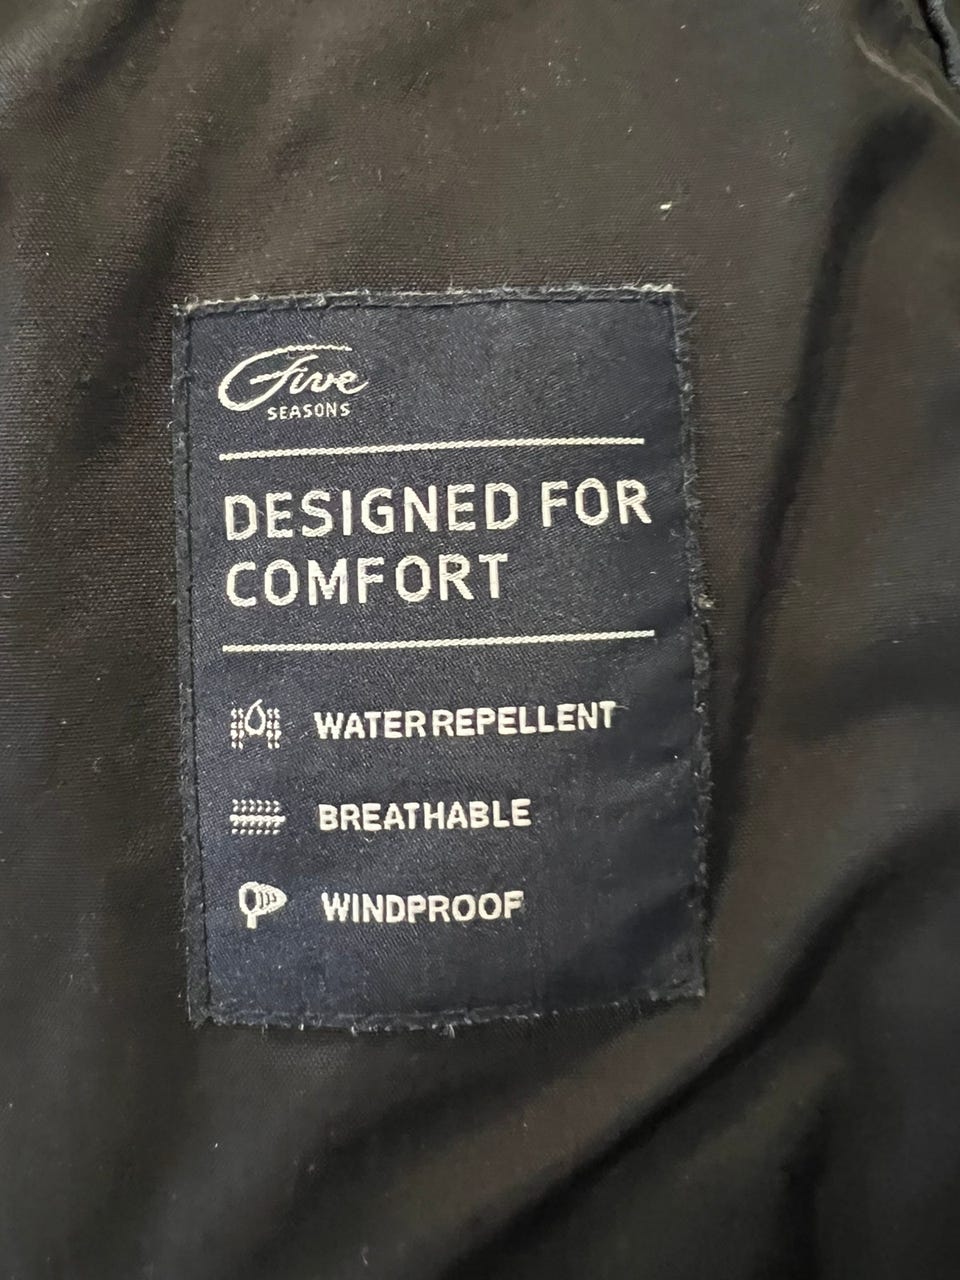 Five
SEASONS
DESIGNED FOR
COMFORT
WATER REPELLENT
BREATHABLE
WINDPROOF